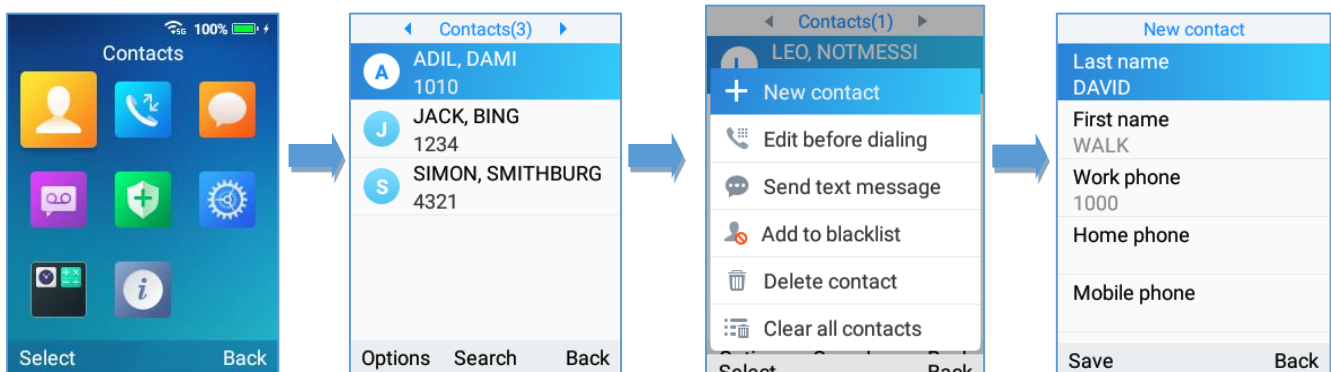 5G 100%
Contacts
Select Back
Contacts(3)
A ADIL, DAMI
1010
J JACK, BING
1234
S SIMON, SMITHBURG
4321
Options Search Back
Contacts(1)
LEO, NOTMESSI
New contact
Edit before dialing
Send text message
Add to blacklist
Delete contact
Clear all contacts
Select Back
New contact
Last name
DAVID
First name
WALK
Work phone
1000
Home phone
Mobile phone
Save Back